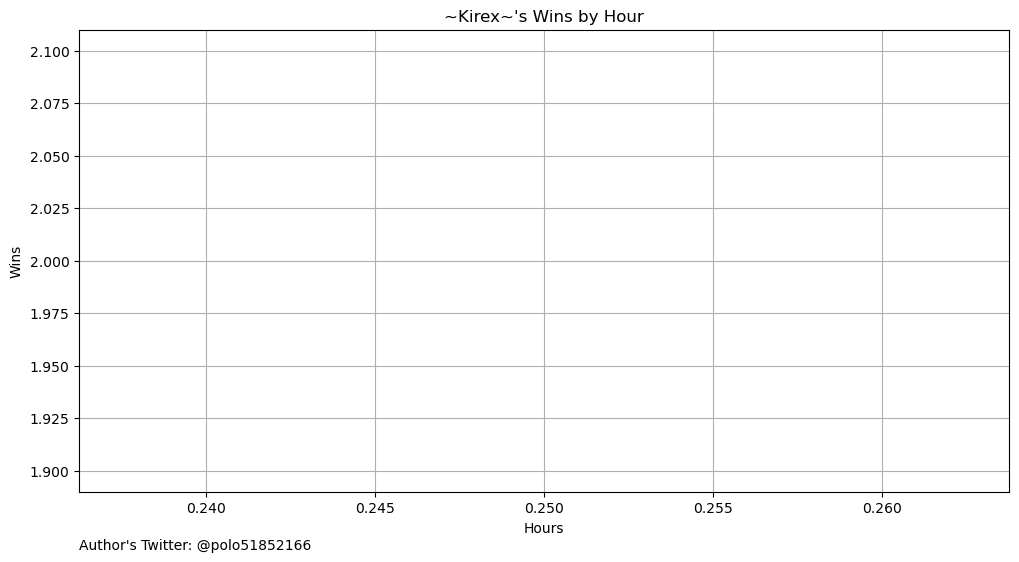 ~Kirex~'s Wins by Hour
2.100
2.075
2.050
2.025
2.000
1.975
1.950
1.925
1.900
Wins
0.240 0.245 0.250 0.255 0.260
Hours
Author's Twitter: @polo51852166